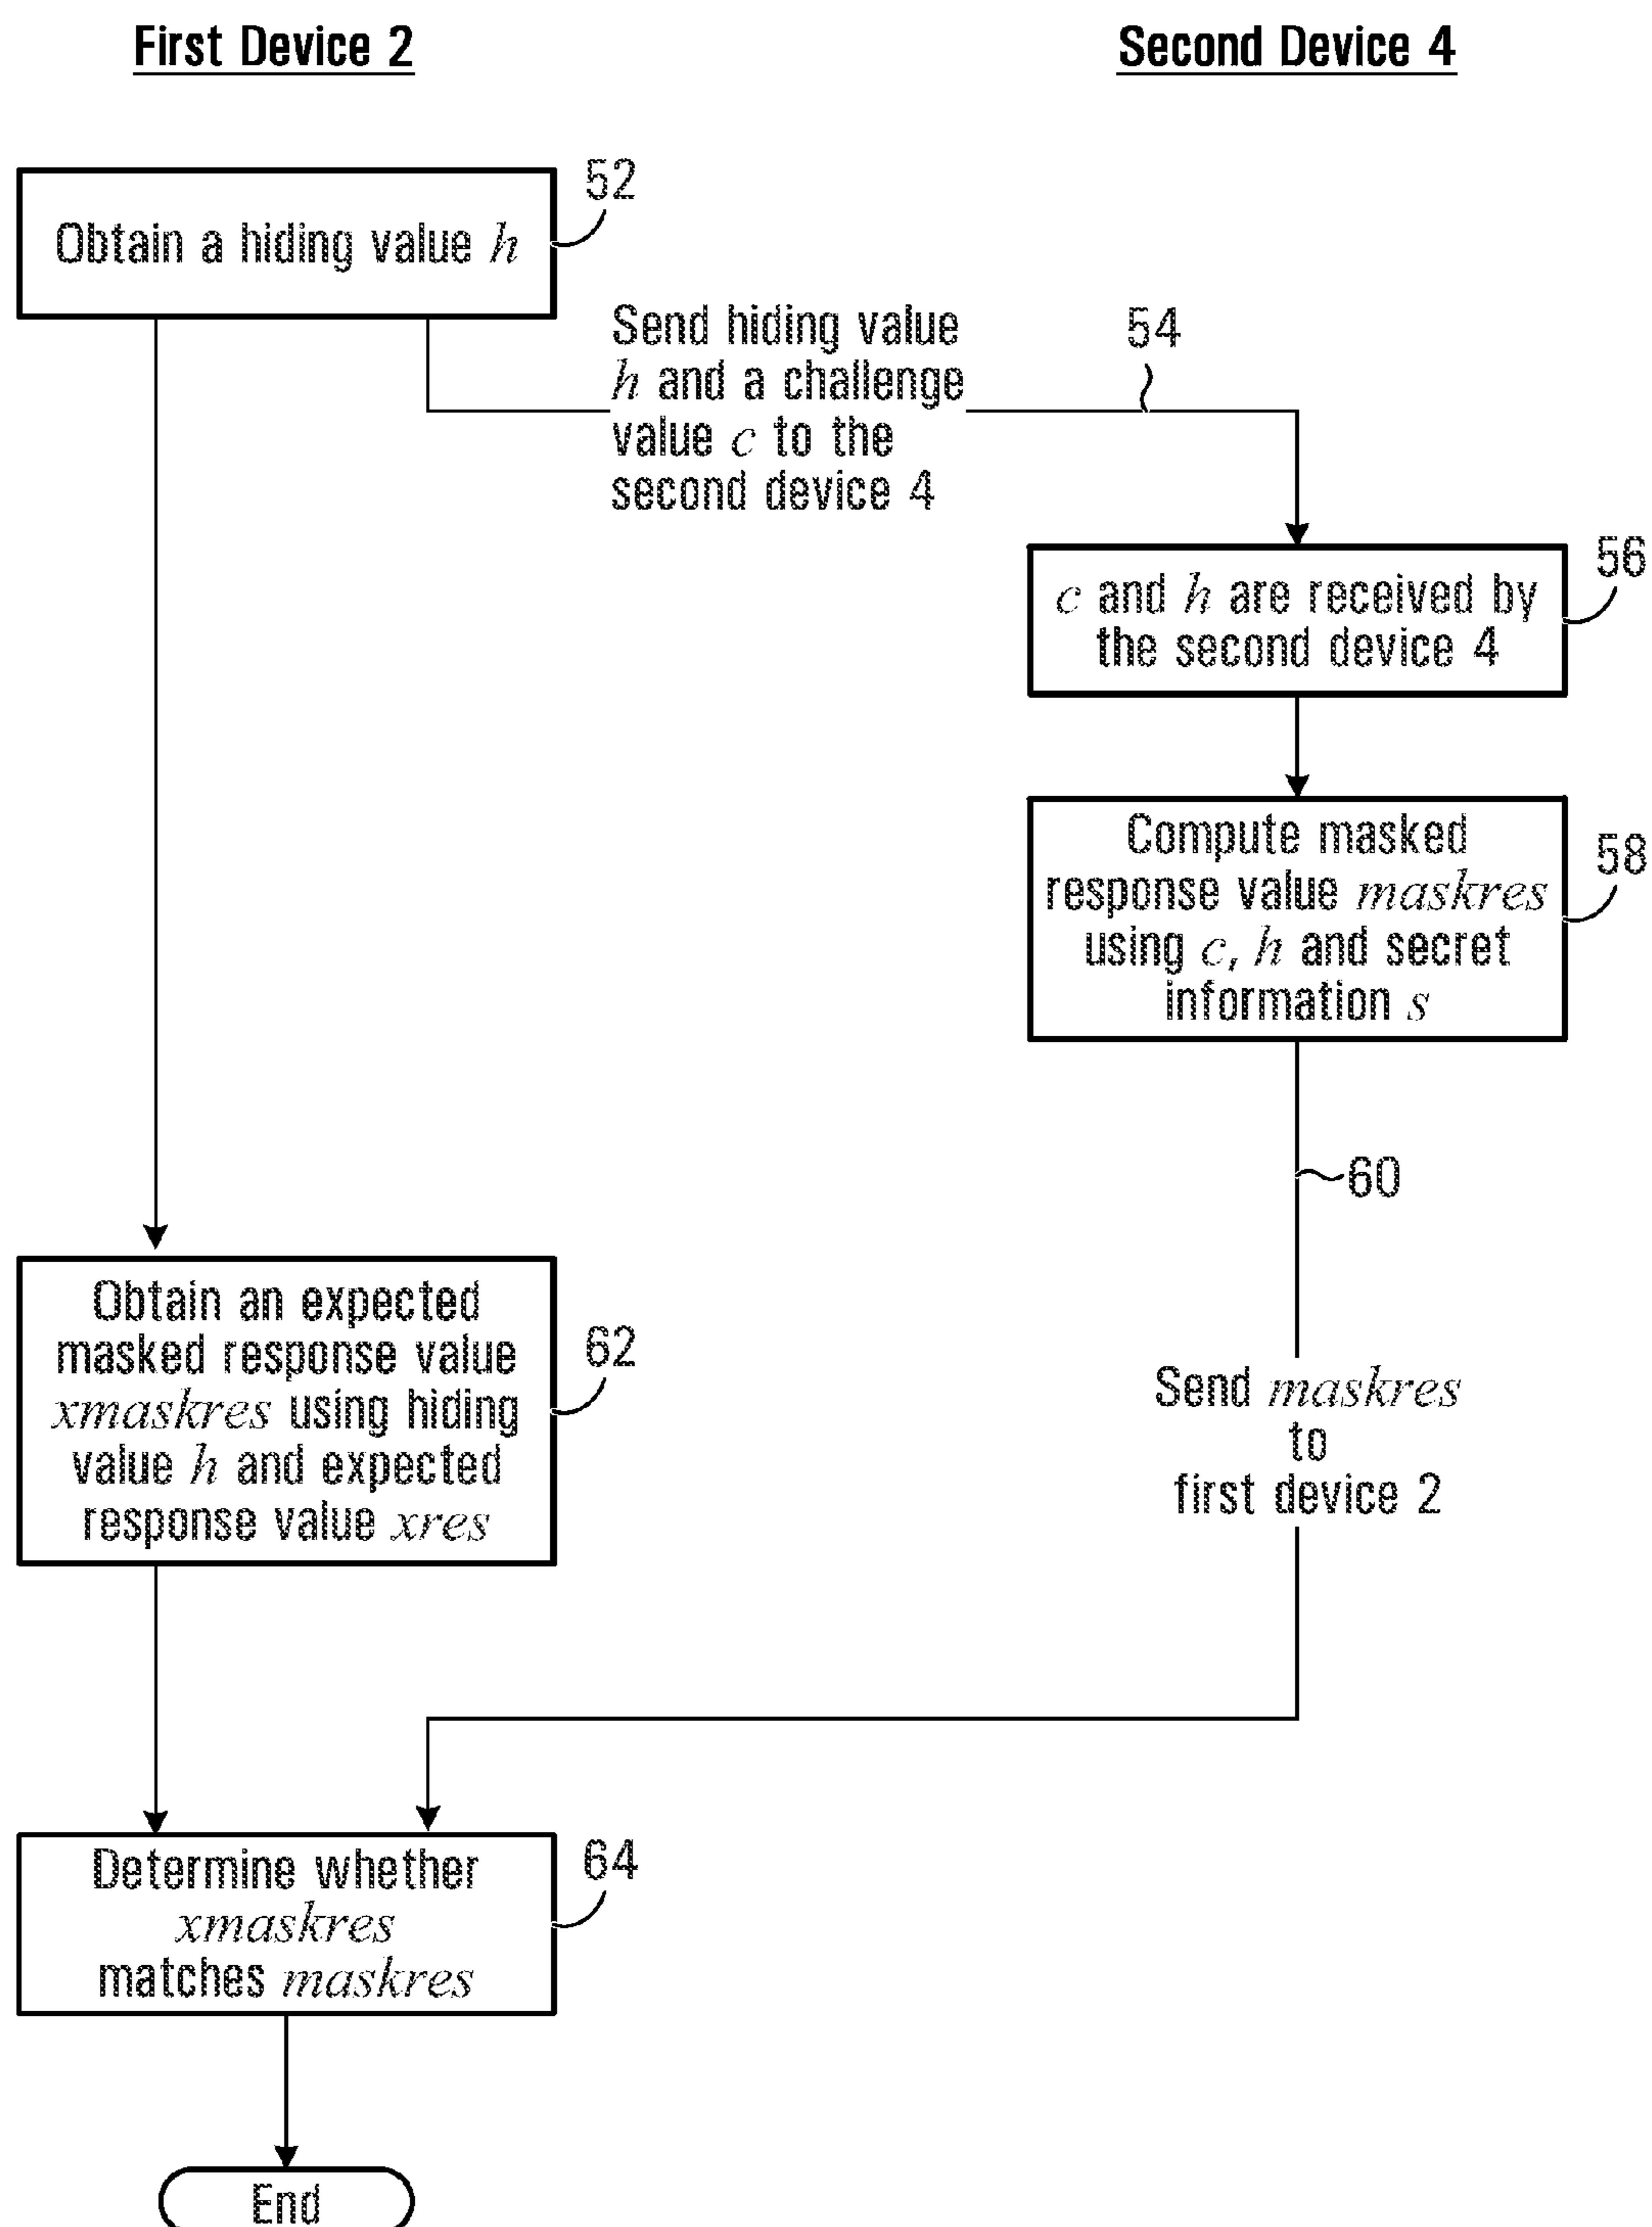 First Device 2
Second Device 4
52
Obtain a hiding value h
Send hiding value
h and a challenge
value c to the
second device 4
54
56
c and h are received by
the second device 4
58
Compute masked
response value maskres
using c, h and secret
information s
60
62
Obtain an expected
masked response value
xmaskres using hiding
value h and expected
response value xres
Send maskres
to
first device 2
64
Determine whether
xmaskres
matches maskres
End